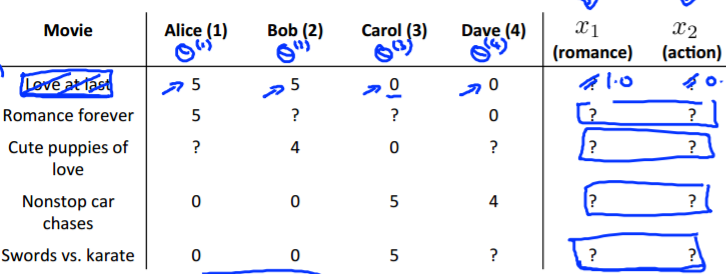 Movie Alice (1) Bob (2) Carol (3) Dave (4) x₁ x₂
(romance) (action)
θ⁽¹⁾ θ⁽³⁾ θ⁽⁴⁾
Love at last 5 5 0 0 1.0 0.
Romance forever 5 ? ? 0 ? ?
Cute puppies of ? 4 0 ? ? ?
love
Nonstop car 0 0 5 4 ? ?
chases
Swords vs. karate 0 0 5 ? ? ?